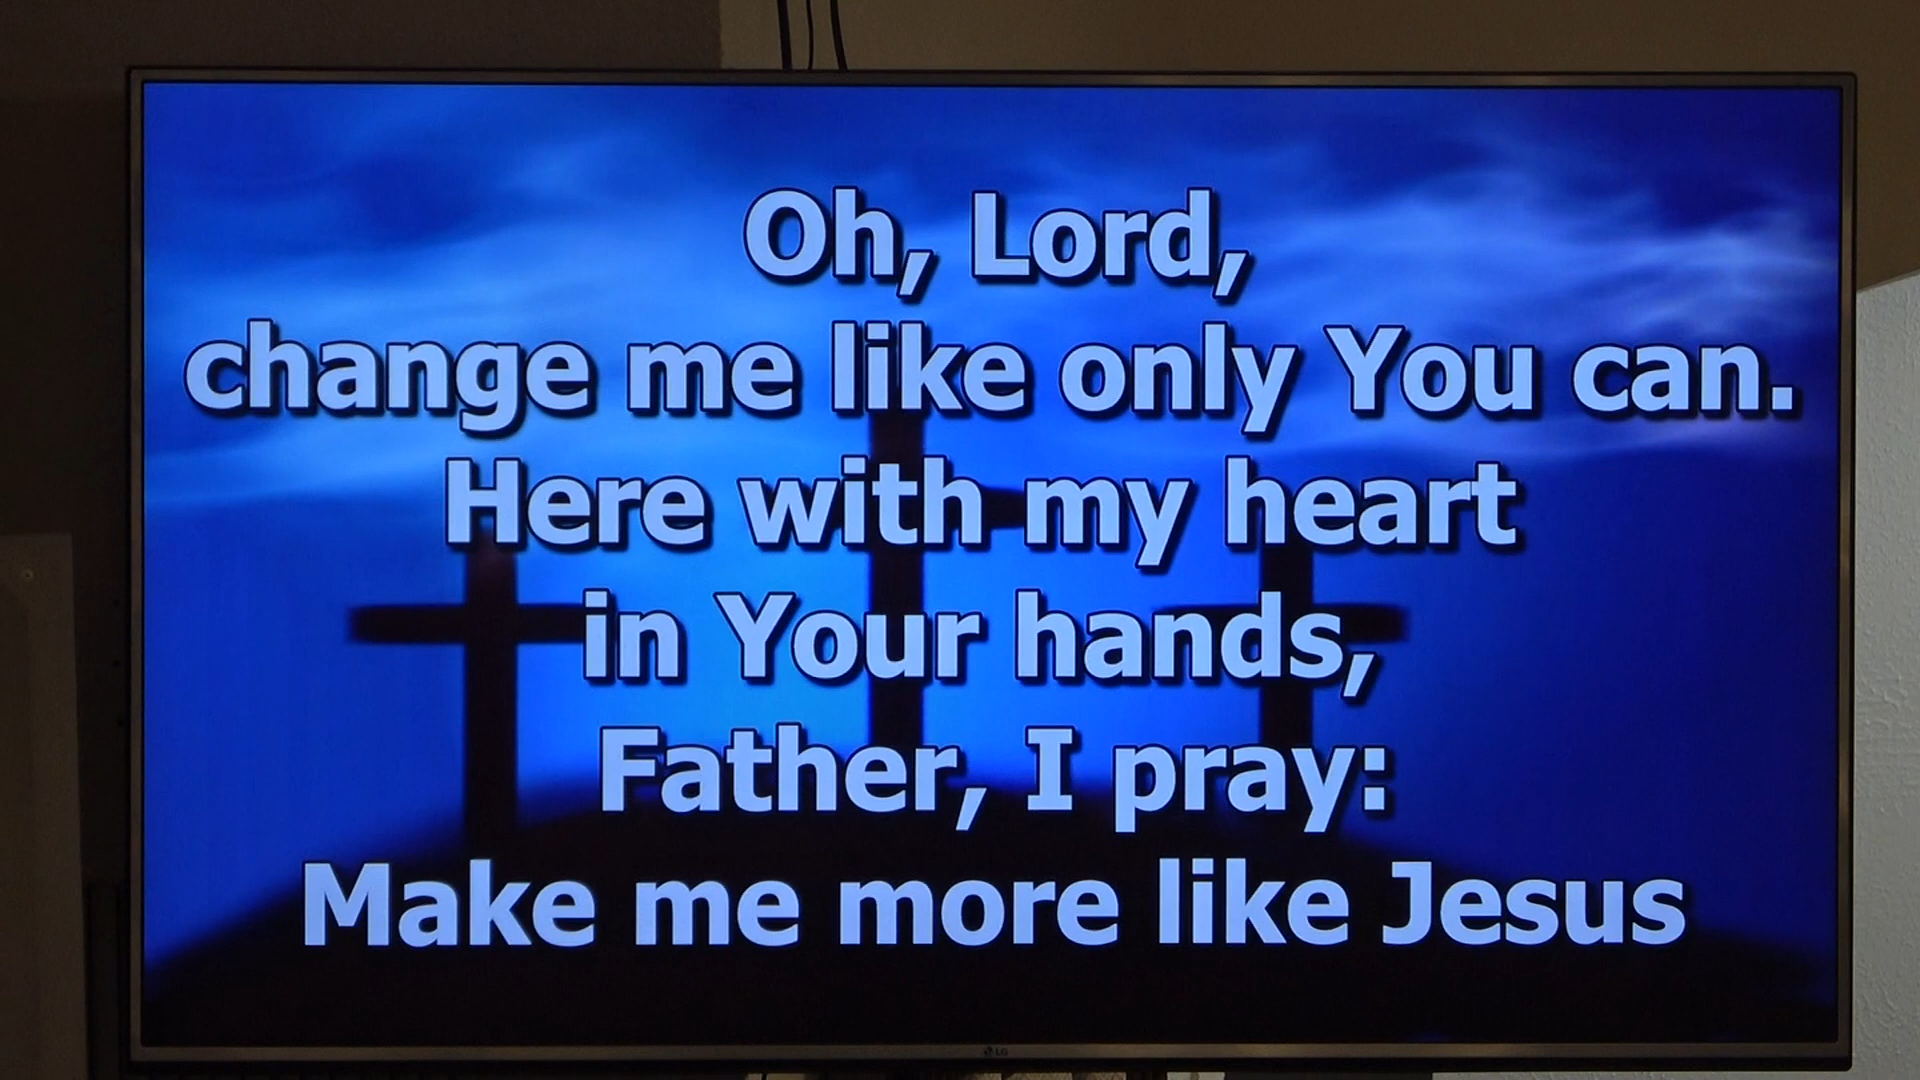 Oh, Lord,
change me like only You can.
Here with my heart
in Your hands,
Father, I pray:
Make me more like Jesus
LG